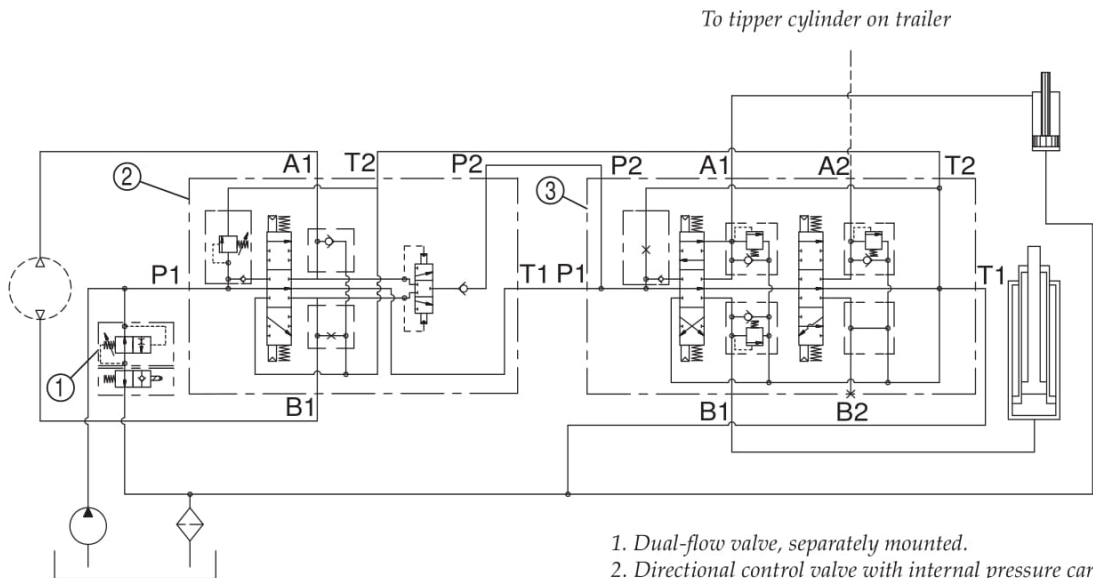 To tipper cylinder on trailer
A1 T2 P2 P2 A1 A2 T2
2
3
P1 T1 P1 T1
1
B1 B1 B2
1. Dual-flow valve, separately mounted.
2. Directional control valve with internal pressure car